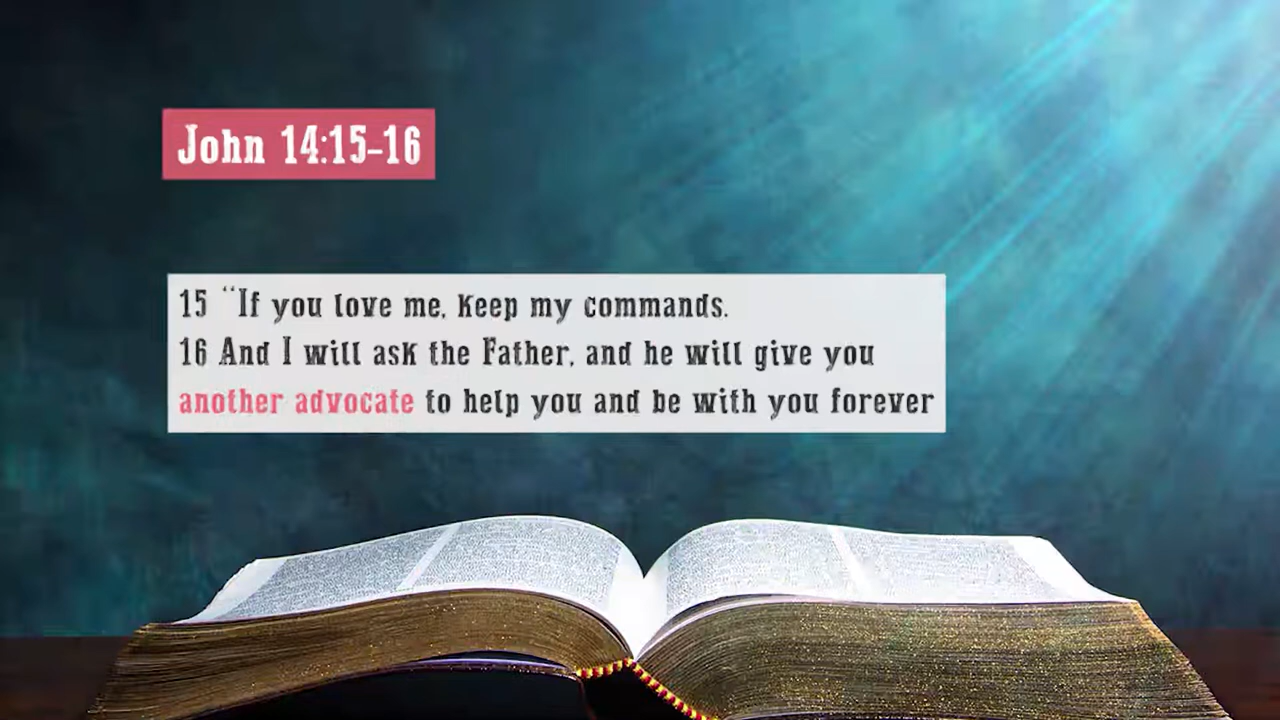 John 14:15-16
15 “If you love me, keep my commands.
16 And I will ask the Father, and he will give you
another advocate to help you and be with you forever